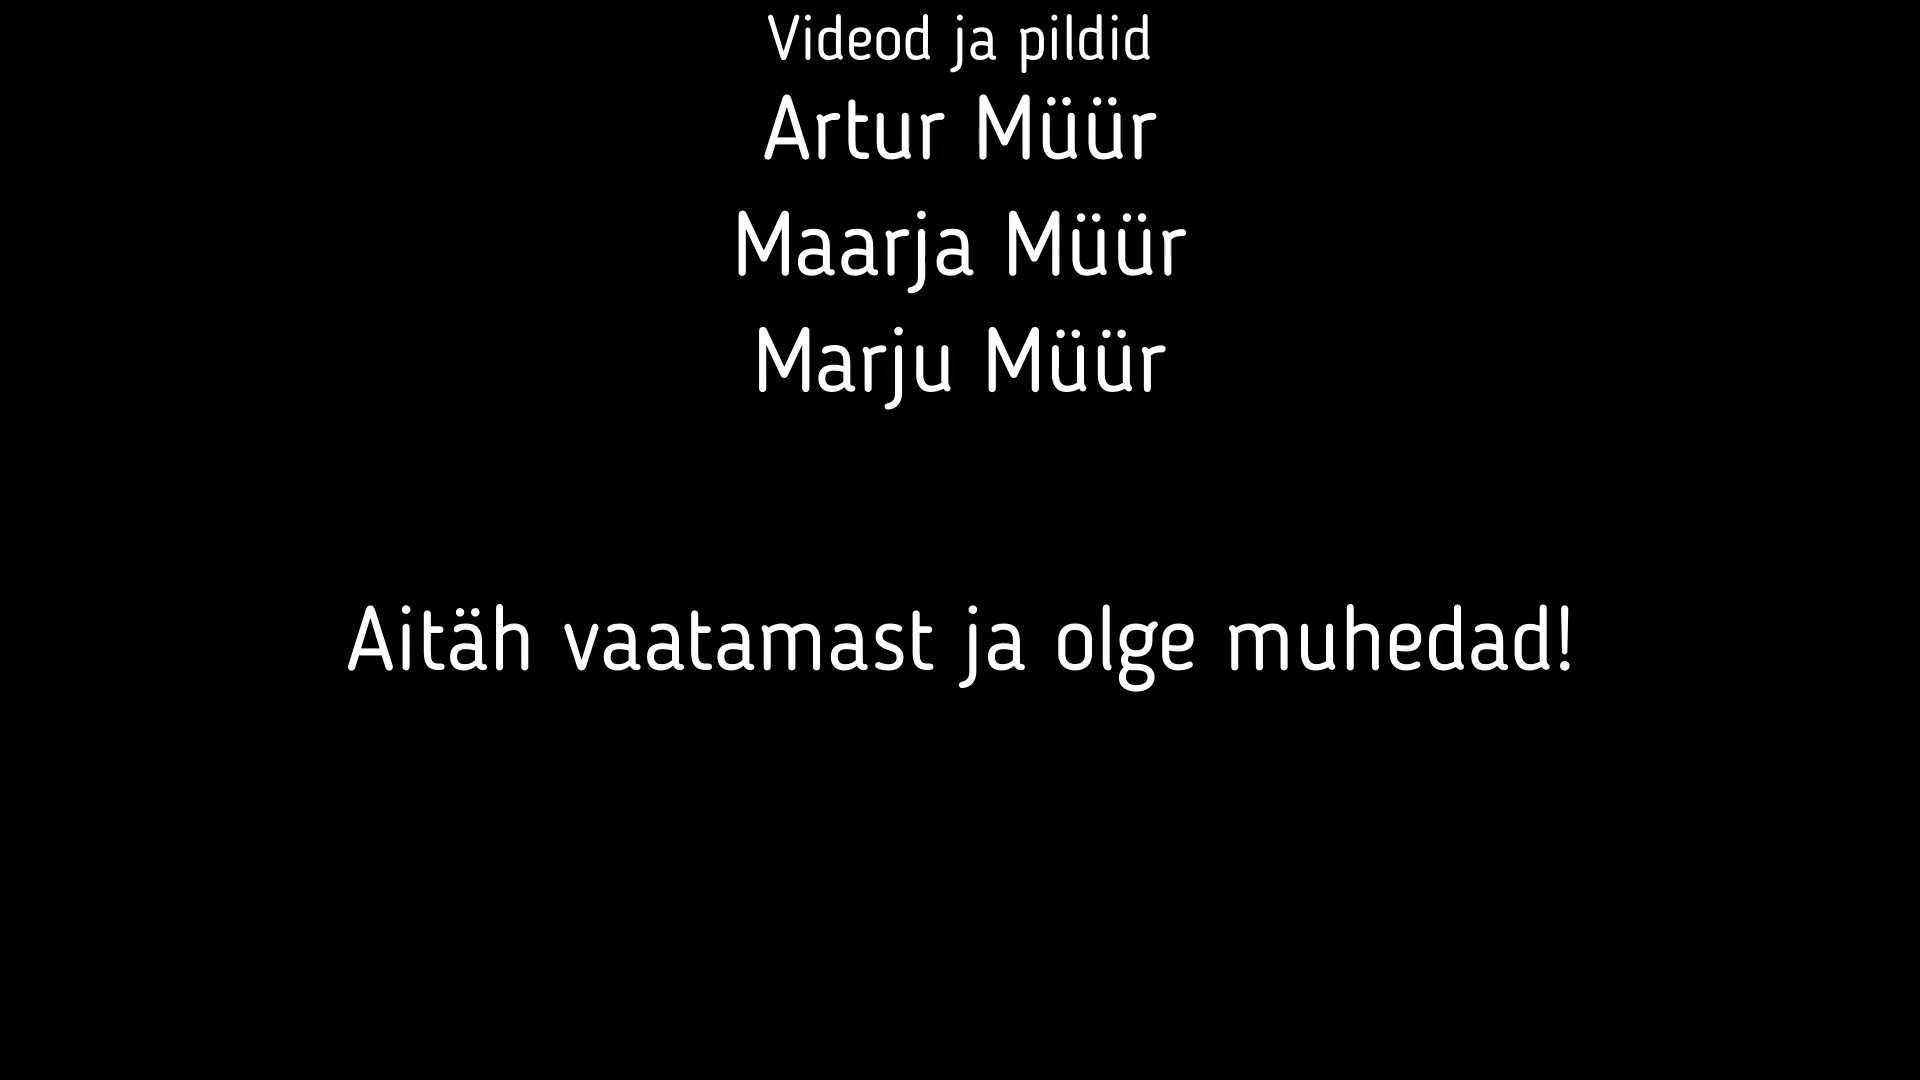 Videod ja pildid
Artur Müür
Maarja Müür
Marju Müür
Aitäh vaatamast ja olge muhedad!